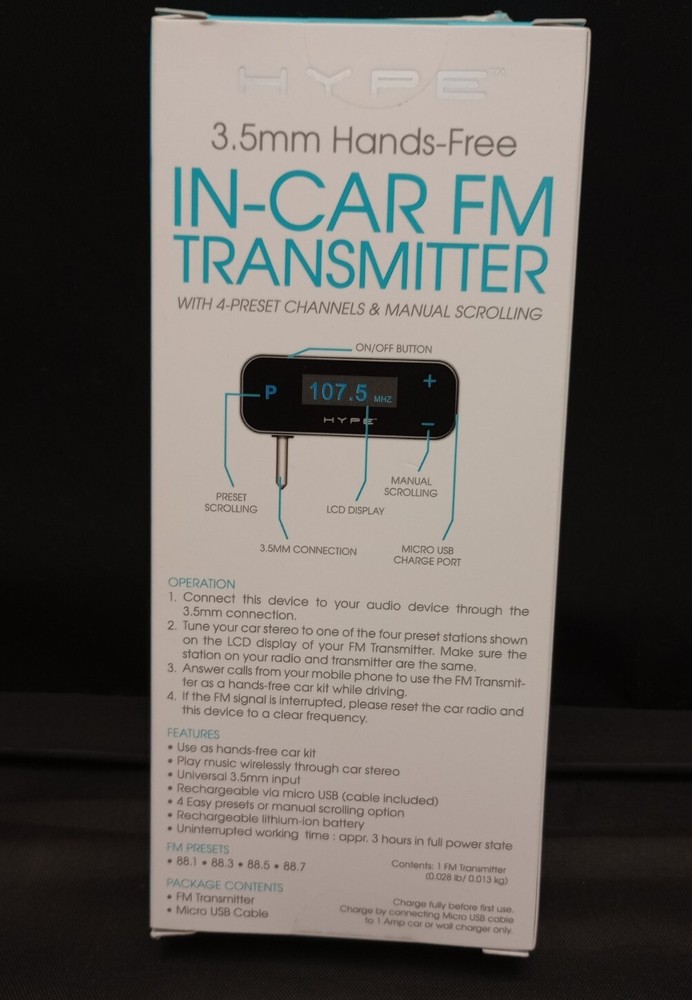 HYPE™
3.5mm Hands-Free
IN-CAR FM
TRANSMITTER
WITH 4-PRESET CHANNELS & MANUAL SCROLLING
ON/OFF BUTTON
P
107.5 MHZ
+
HYPE
−
PRESET
SCROLLING
MANUAL
SCROLLING
LCD DISPLAY
3.5MM CONNECTION
MICRO USB
CHARGE PORT
OPERATION
1. Connect this device to your audio device through the
3.5mm connection.
2. Tune your car stereo to one of the four preset stations shown
on the LCD display of your FM Transmitter. Make sure the
station on your radio and transmitter are the same.
3. Answer calls from your mobile phone to use the FM Transmit-
ter as a hands-free car kit while driving.
4. If the FM signal is interrupted, please reset the car radio and
this device to a clear frequency.
FEATURES
• Use as hands-free car kit
• Play music wirelessly through car stereo
• Universal 3.5mm input
• Rechargeable via micro USB (cable included)
• 4 Easy presets or manual scrolling option
• Rechargeable lithium-ion battery
• Uninterrupted working time : appr. 3 hours in full power state
FM PRESETS
• 88.1 • 88.3 • 88.5 • 88.7
Contents: 1 FM Transmitter
(0.028 lb/ 0.013 kg)
PACKAGE CONTENTS
• FM Transmitter
• Micro USB Cable
Charge fully before first use.
Charge by connecting Micro USB cable
to 1 Amp car or wall charger only.